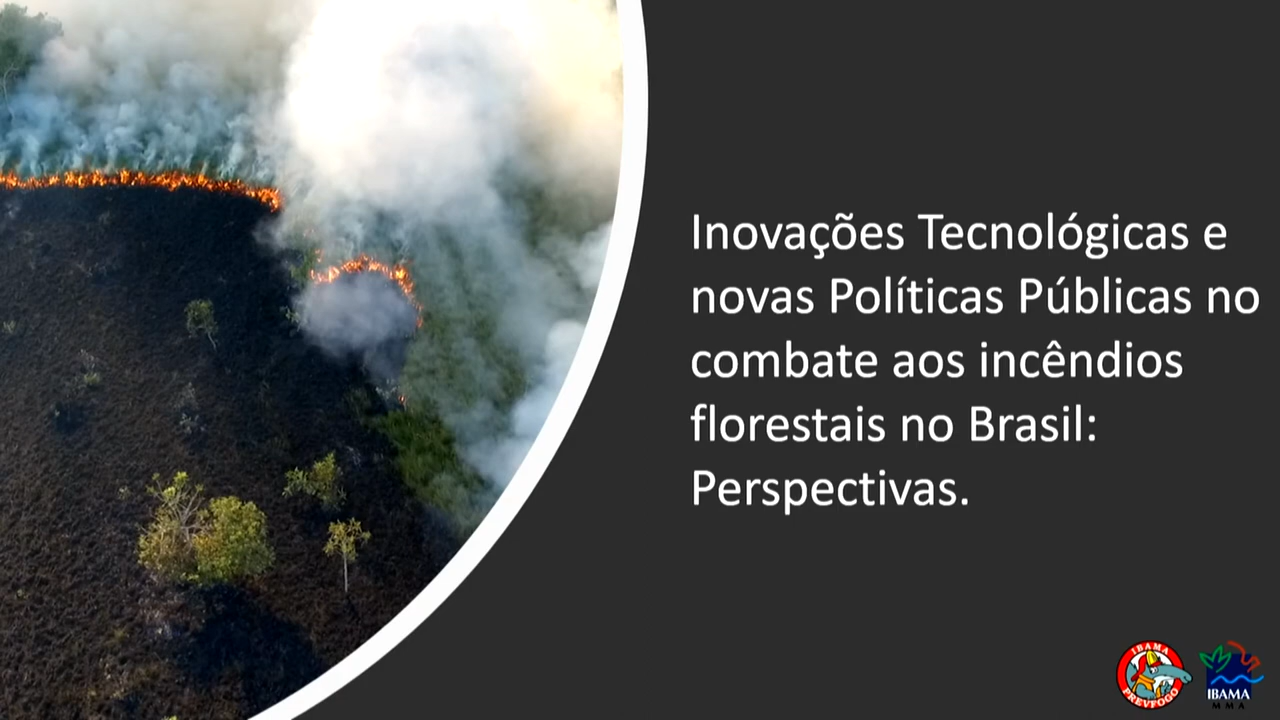 Inovações Tecnológicas e
novas Políticas Públicas no
combate aos incêndios
florestais no Brasil:
Perspectivas.
IBAMA
PREVFOGO
IBAMA
MMA